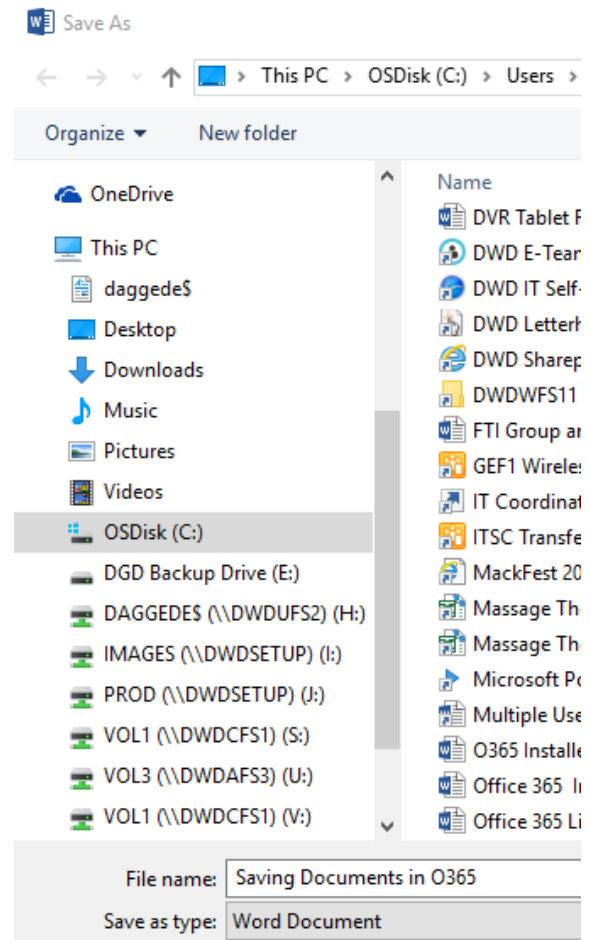 Save As
This PC > OSDisk (C:) > Users >
Organize New folder
OneDrive
This PC
daggede$
Desktop
Downloads
Music
Pictures
Videos
OSDisk (C:)
DGD Backup Drive (E:)
DAGGEDE$ (\\DWDUFS2) (H:)
IMAGES (\\DWDSETUP) (I:)
PROD (\\DWDSETUP) (J:)
VOL1 (\\DWDCFS1) (S:)
VOL3 (\\DWDAFS3) (U:)
VOL1 (\\DWDCFS1) (V:)
Name
DVR Tablet
DWD E-Tear
DWD IT Self-
DWD Letterh
DWD Sharep
DWDWFS11
FTI Group ar
GEF1 Wireles
IT Coordinat
ITSC Transfe
MackFest 20
Massage Th
Massage Th
Microsoft Po
Multiple Use
O365 Installe
Office 365 I
Office 365 Li
File name: Saving Documents in O365
Save as type: Word Document